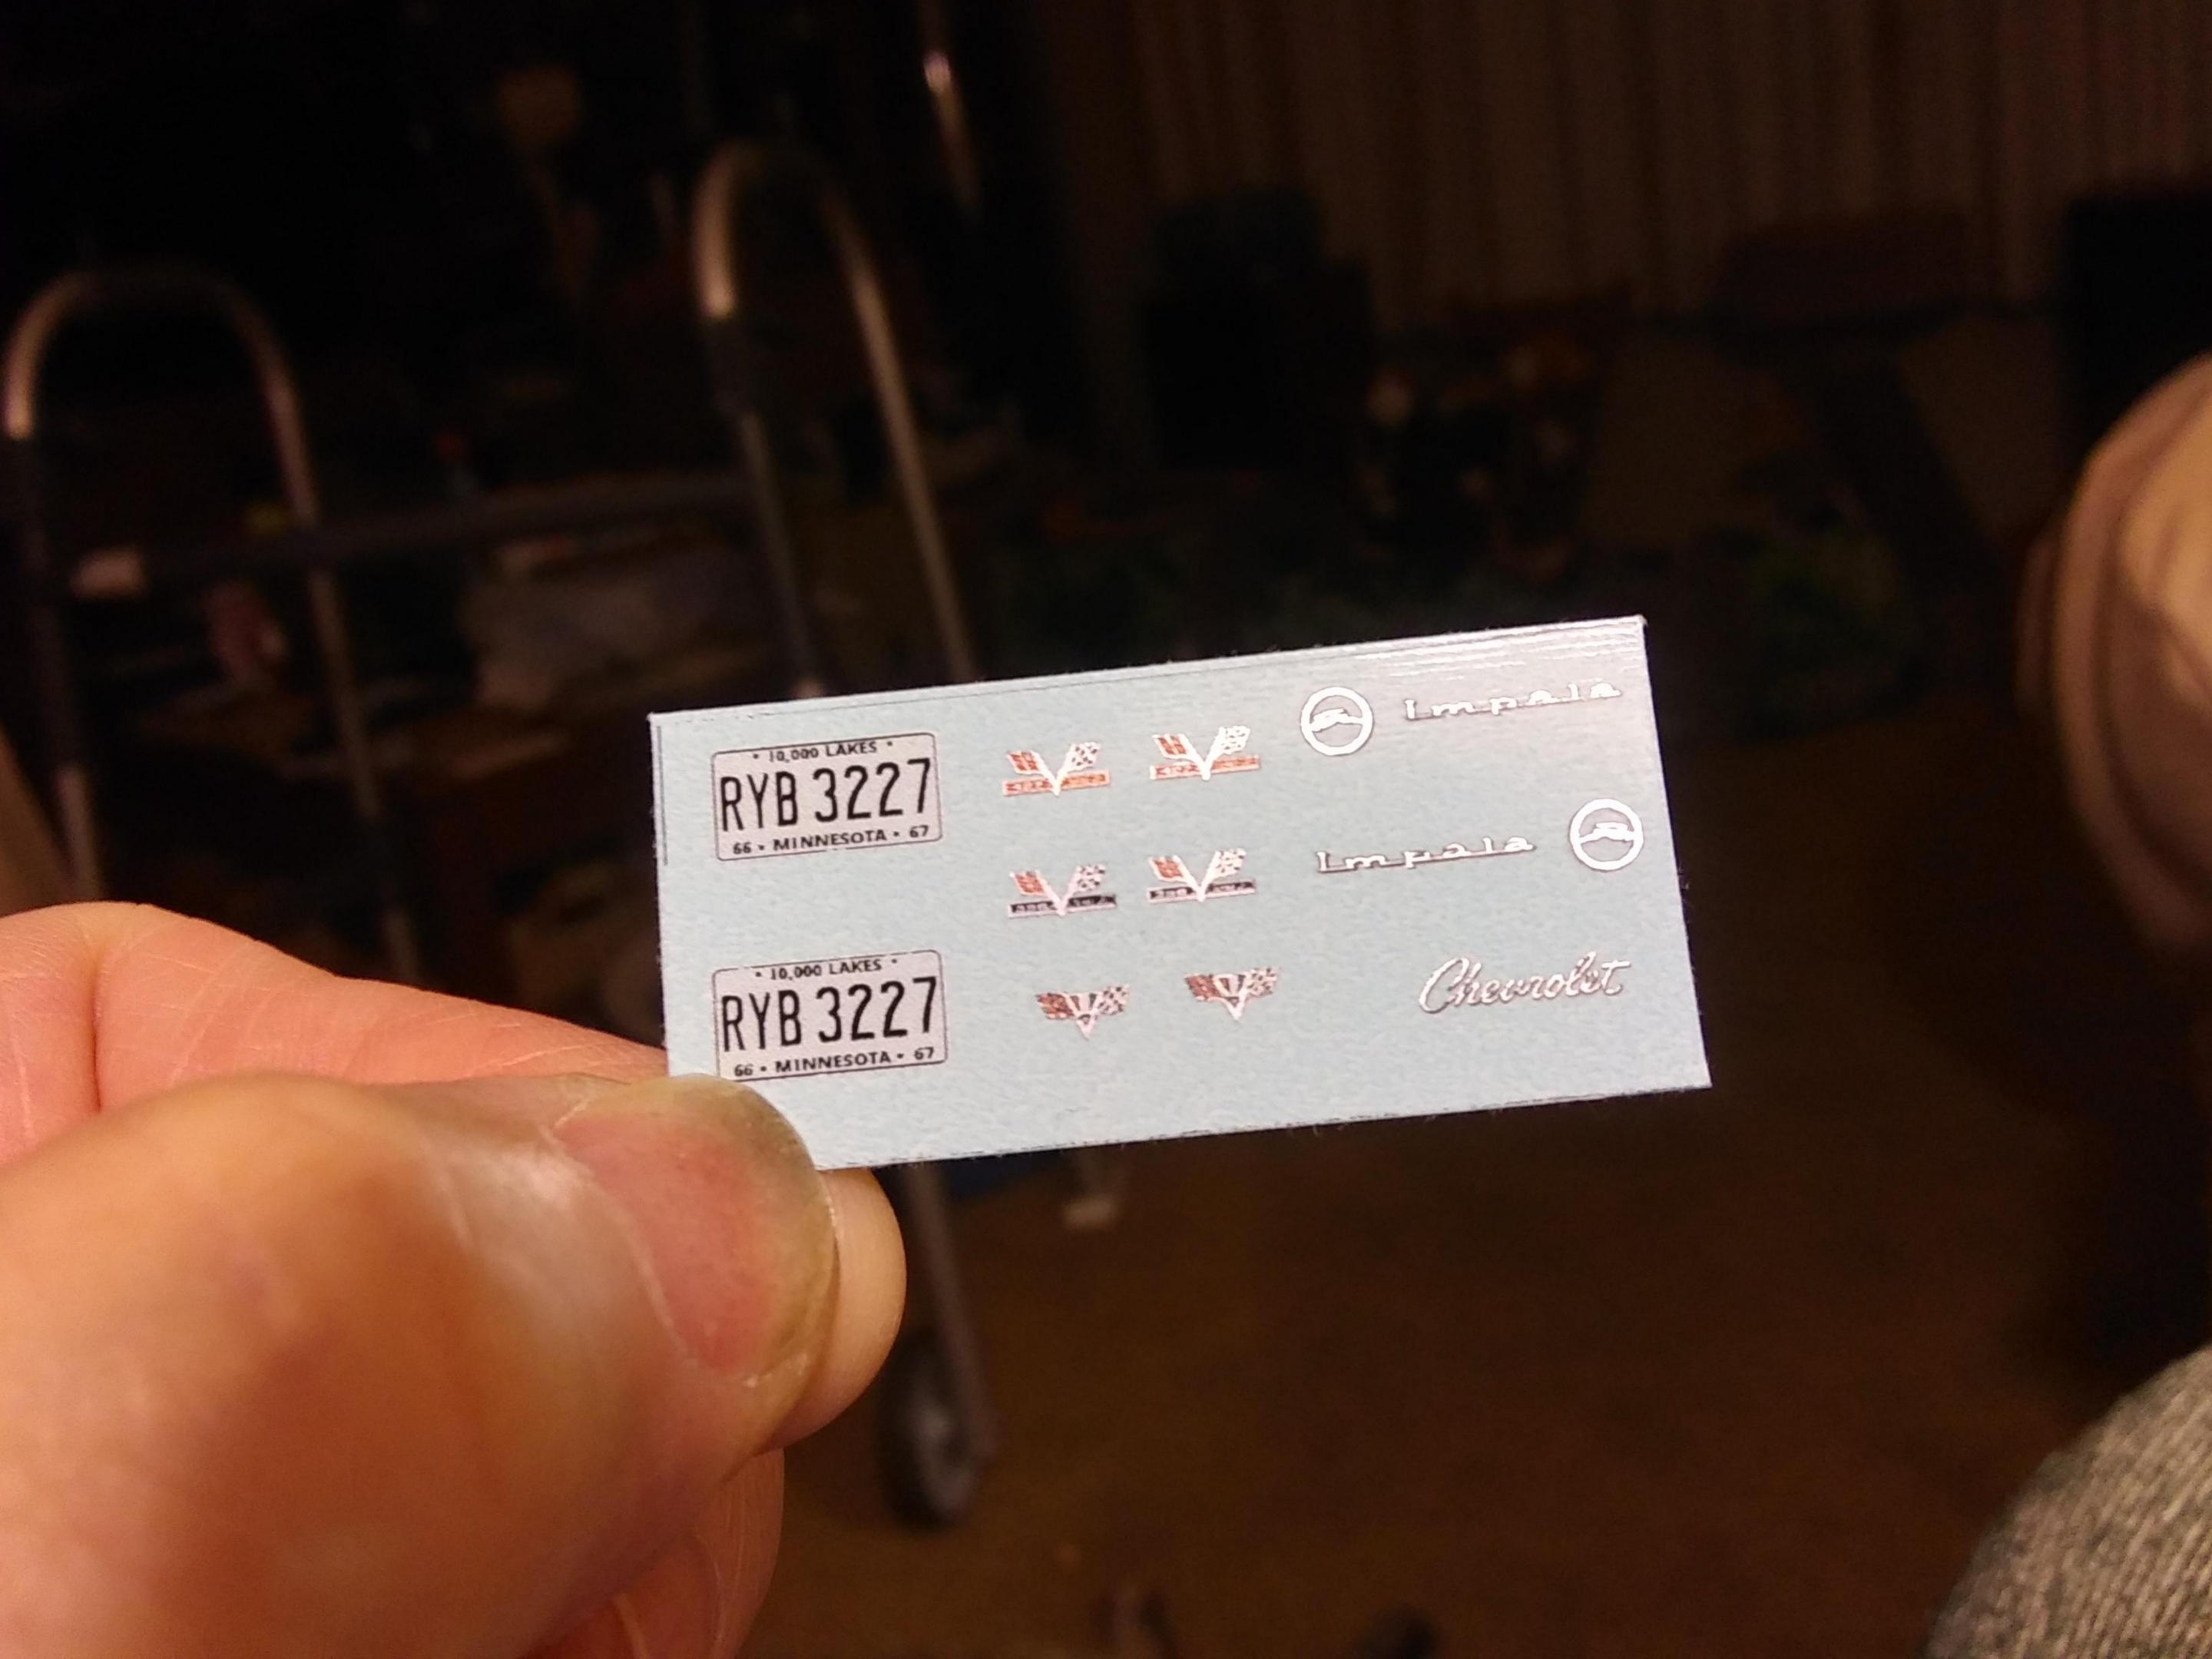 10,000 LAKES
RYB 3227
66 • MINNESOTA • 67
Impala
Impala
10,000 LAKES
RYB 3227
66 • MINNESOTA • 67
Chevrolet